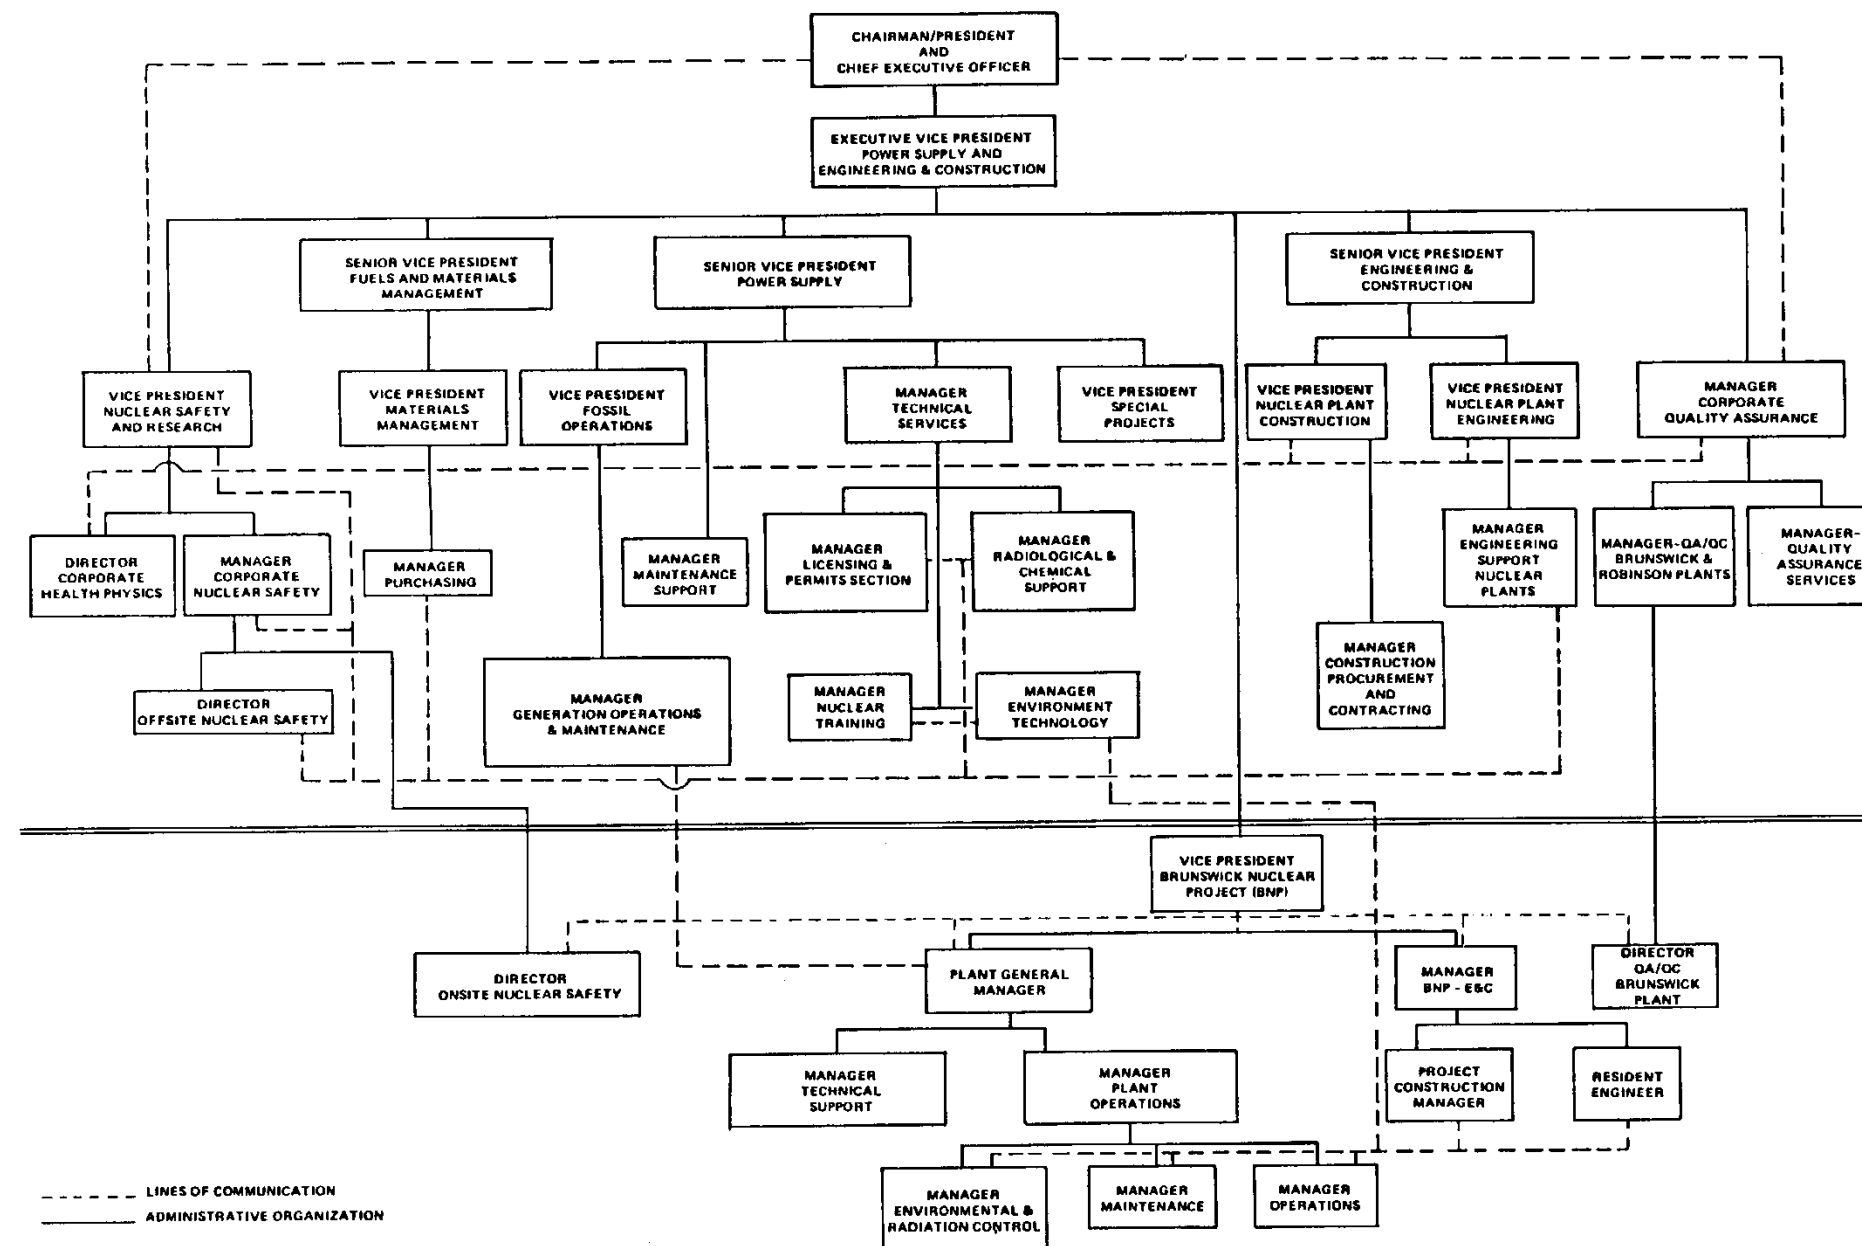 CHAIRMAN/PRESIDENT
AND
CHIEF EXECUTIVE OFFICER
EXECUTIVE VICE PRESIDENT
POWER SUPPLY AND
ENGINEERING & CONSTRUCTION
SENIOR VICE PRESIDENT
FUELS AND MATERIALS
MANAGEMENT
SENIOR VICE PRESIDENT
POWER SUPPLY
SENIOR VICE PRESIDENT
ENGINEERING &
CONSTRUCTION
VICE PRESIDENT
NUCLEAR SAFETY
AND RESEARCH
VICE PRESIDENT
MATERIALS
MANAGEMENT
VICE PRESIDENT
FOSSIL
OPERATIONS
MANAGER
TECHNICAL
SERVICES
VICE PRESIDENT
SPECIAL
PROJECTS
VICE PRESIDENT
NUCLEAR PLANT
CONSTRUCTION
VICE PRESIDENT
NUCLEAR PLANT
ENGINEERING
MANAGER
CORPORATE
QUALITY ASSURANCE
DIRECTOR
CORPORATE
HEALTH PHYSICS
MANAGER
CORPORATE
NUCLEAR SAFETY
MANAGER
PURCHASING
MANAGER
MAINTENANCE
SUPPORT
MANAGER
LICENSING &
PERMITS SECTION
MANAGER
RADIOLOGICAL &
CHEMICAL
SUPPORT
MANAGER
ENGINEERING
SUPPORT
NUCLEAR
PLANTS
MANAGER-QA/QC
BRUNSWICK &
ROBINSON PLANTS
MANAGER-
QUALITY
ASSURANCE
SERVICES
MANAGER
CONSTRUCTION
PROCUREMENT
AND
CONTRACTING
DIRECTOR
OFFSITE NUCLEAR SAFETY
MANAGER
GENERATION OPERATIONS
& MAINTENANCE
MANAGER
NUCLEAR
TRAINING
MANAGER
ENVIRONMENT
TECHNOLOGY
VICE PRESIDENT
BRUNSWICK NUCLEAR
PROJECT (BNP)
DIRECTOR
ONSITE NUCLEAR SAFETY
PLANT GENERAL
MANAGER
MANAGER
BNP - E&C
DIRECTOR
QA/QC
BRUNSWICK
PLANT
MANAGER
TECHNICAL
SUPPORT
MANAGER
PLANT
OPERATIONS
PROJECT
CONSTRUCTION
MANAGER
RESIDENT
ENGINEER
MANAGER
ENVIRONMENTAL &
RADIATION CONTROL
MANAGER
MAINTENANCE
MANAGER
OPERATIONS
LINES OF COMMUNICATION
ADMINISTRATIVE ORGANIZATION